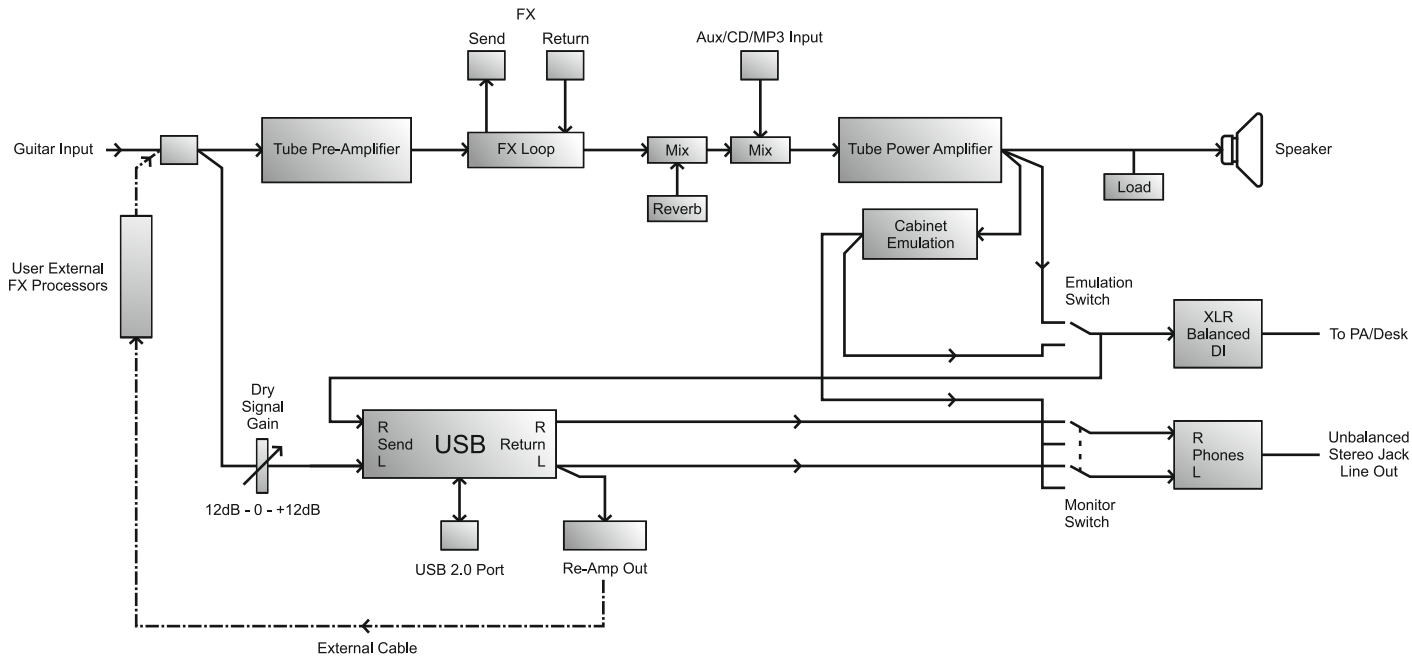 FX
Send
Return
Aux/CD/MP3 Input
Guitar Input
Tube Pre-Amplifier
FX Loop
Mix
Mix
Tube Power Amplifier
Speaker
Load
Reverb
Cabinet
Emulation
User External
FX Processors
Emulation
Switch
XLR
Balanced
DI
To PA/Desk
Dry
Signal
Gain
R
Send
L
USB
R
Return
L
R
Phones
L
Unbalanced
Stereo Jack
Line Out
12dB - 0 - +12dB
Monitor
Switch
USB 2.0 Port
Re-Amp Out
External Cable